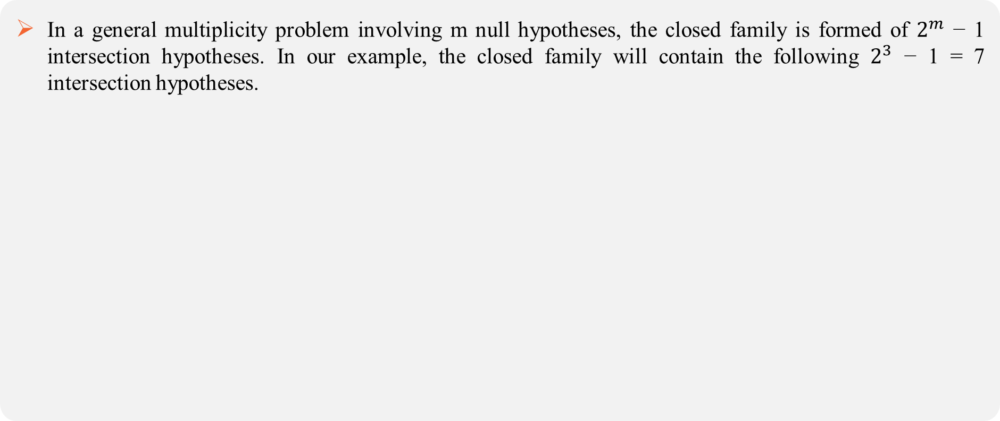 In a general multiplicity problem involving m null hypotheses, the closed family is formed of 2^m − 1
intersection hypotheses. In our example, the closed family will contain the following 2^3 − 1 = 7
intersection hypotheses.